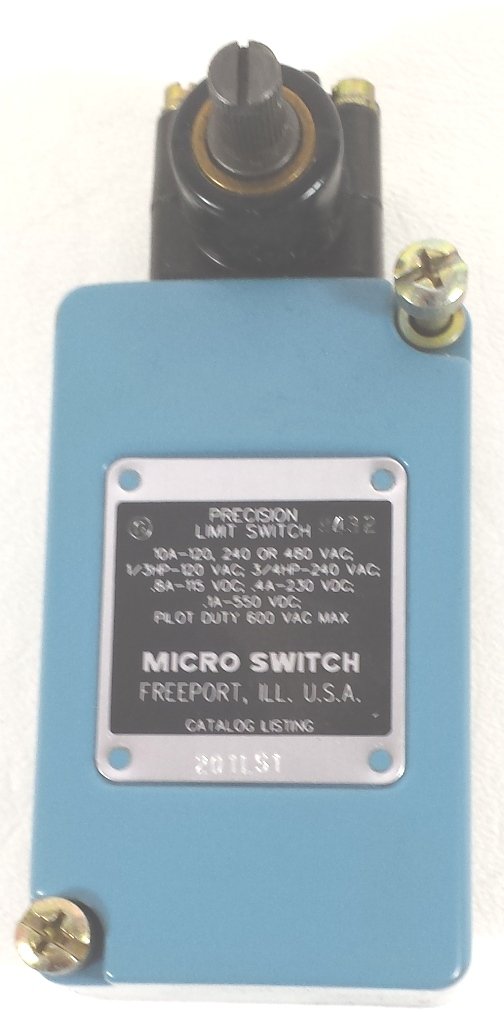 PRECISION
LIMIT SWITCH
10A-120, 240 OR 480 VAC;
1/3HP-120 VAC; 3/4HP-240 VAC;
.8A-115 VDC; .4A-230 VDC;
.1A-550 VDC;
PILOT DUTY 600 VAC MAX
MICRO SWITCH
FREEPORT, ILL. U.S.A.
CATALOG LISTING
201LS1